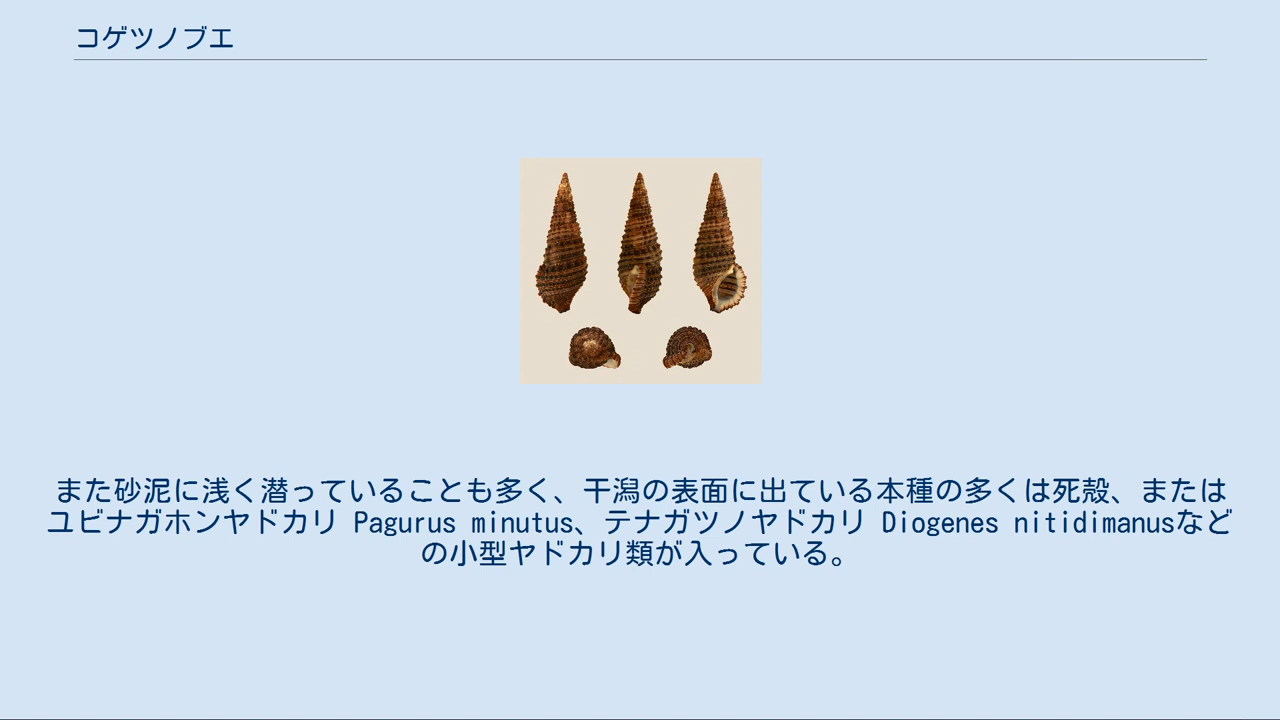 コゲツノブエ
また砂泥に浅く潜っていることも多く、干潟の表面に出ている本種の多くは死殻、または
ユビナガホンヤドカリ Pagurus minutus、テナガツノヤドカリ Diogenes nitidimanusなど
の小型ヤドカリ類が入っている。